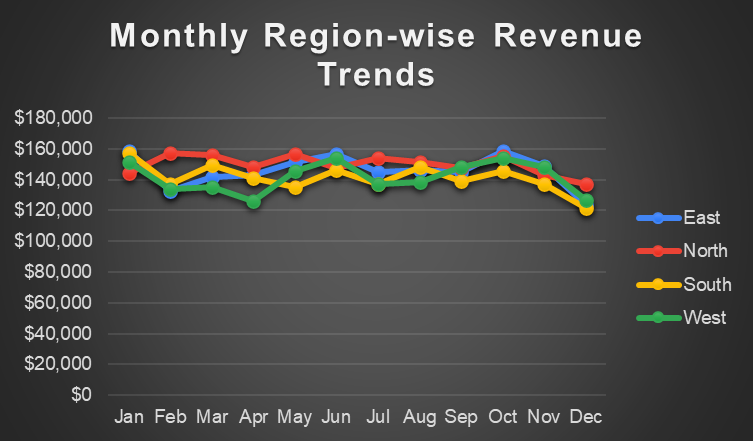 Monthly Region-wise Revenue
Trends
$180,000
$160,000
$140,000
$120,000
$100,000
$80,000
$60,000
$40,000
$20,000
$0
Jan Feb Mar Apr May Jun Jul Aug Sep Oct Nov Dec
East
North
South
West